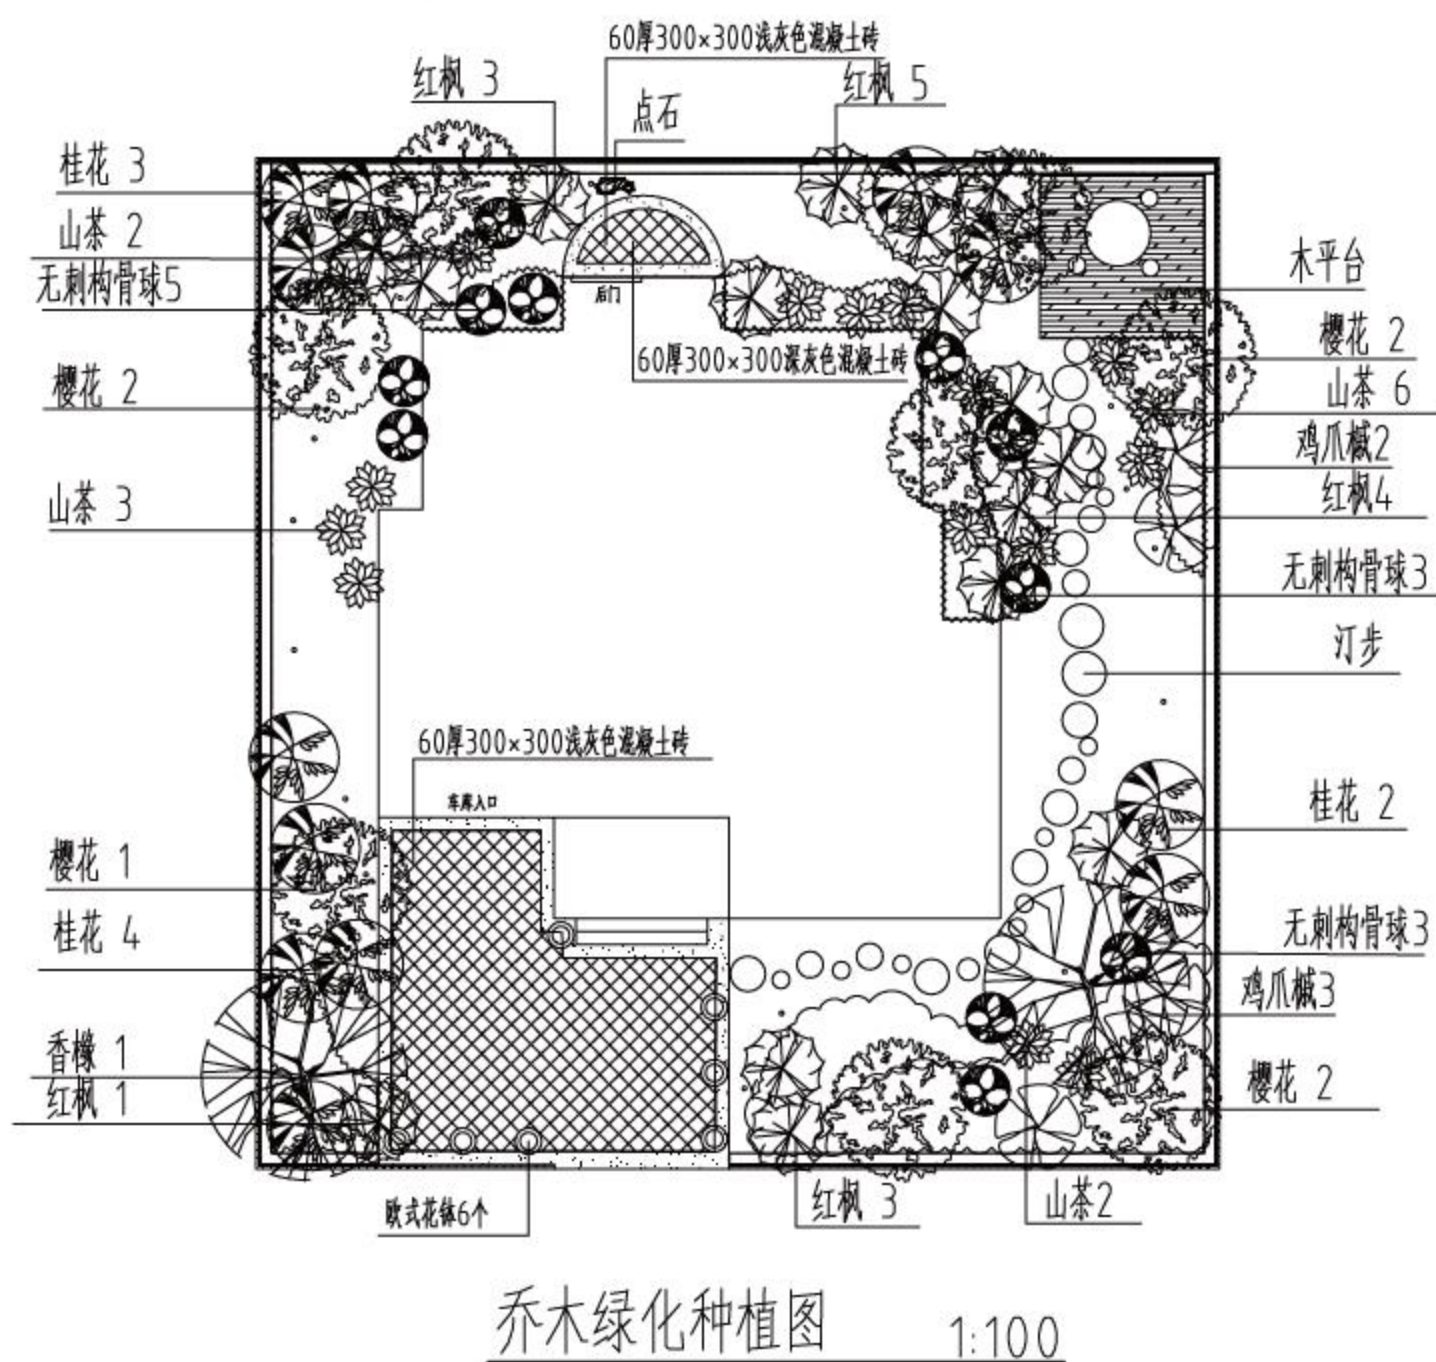 60厚300×300浅灰色混凝土砖
红枫 3
红枫 5
点石
桂花 3
山茶 2
无刺构骨球5
后门
木平台
樱花 2
60厚300×300深灰色混凝土砖
樱花 2
山茶 6
鸡爪槭2
红枫4
山茶 3
无刺构骨球3
汀步
60厚300×300浅灰色混凝土砖
车库入口
桂花 2
樱花 1
桂花 4
无刺构骨球3
鸡爪槭3
香橼 1
红枫 1
樱花 2
欧式花钵6个
红枫 3
山茶2
乔木绿化种植图 1:100